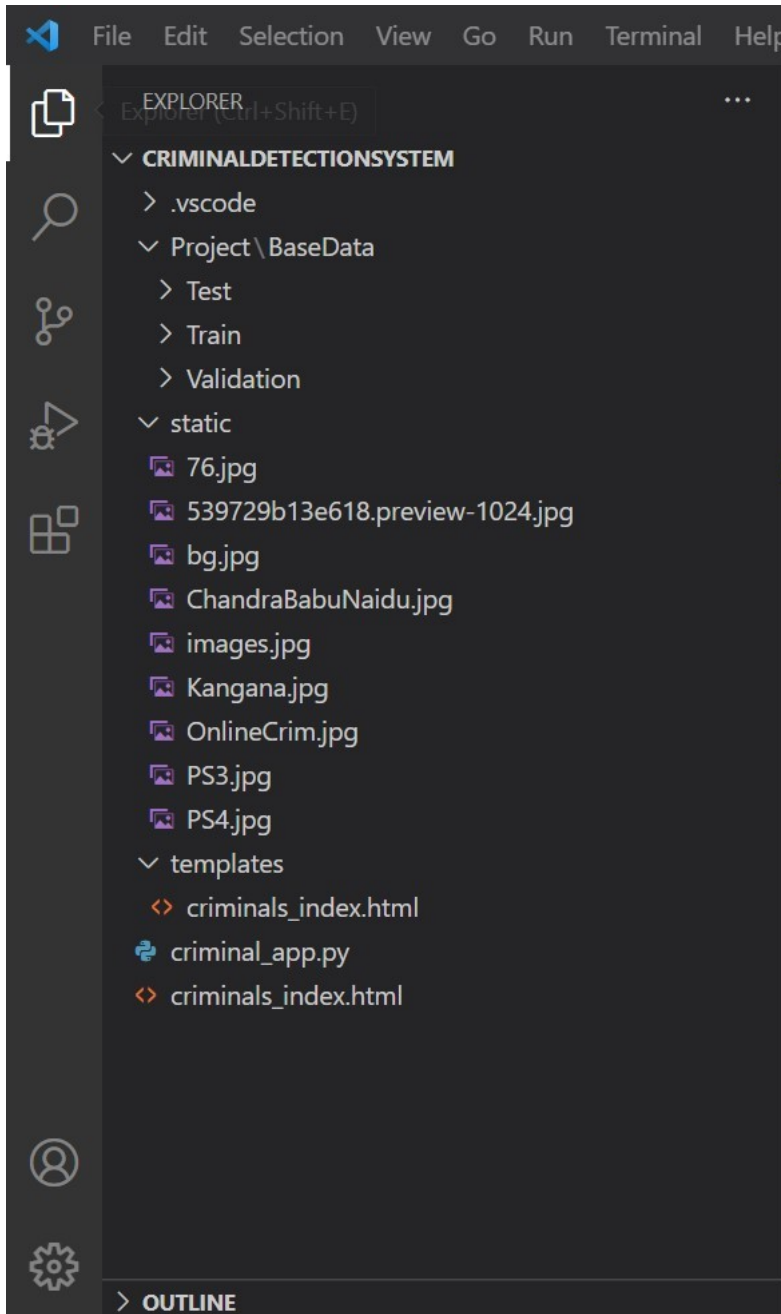 File Edit Selection View Go Run Terminal Help
EXPLORER
Explorer (Ctrl+Shift+E)
CRIMINALDETECTIONSYSTEM
.vscode
Project\BaseData
Test
Train
Validation
static
76.jpg
539729b13e618.preview-1024.jpg
bg.jpg
ChandraBabuNaidu.jpg
images.jpg
Kangana.jpg
OnlineCrim.jpg
PS3.jpg
PS4.jpg
templates
criminals_index.html
criminal_app.py
criminals_index.html
OUTLINE